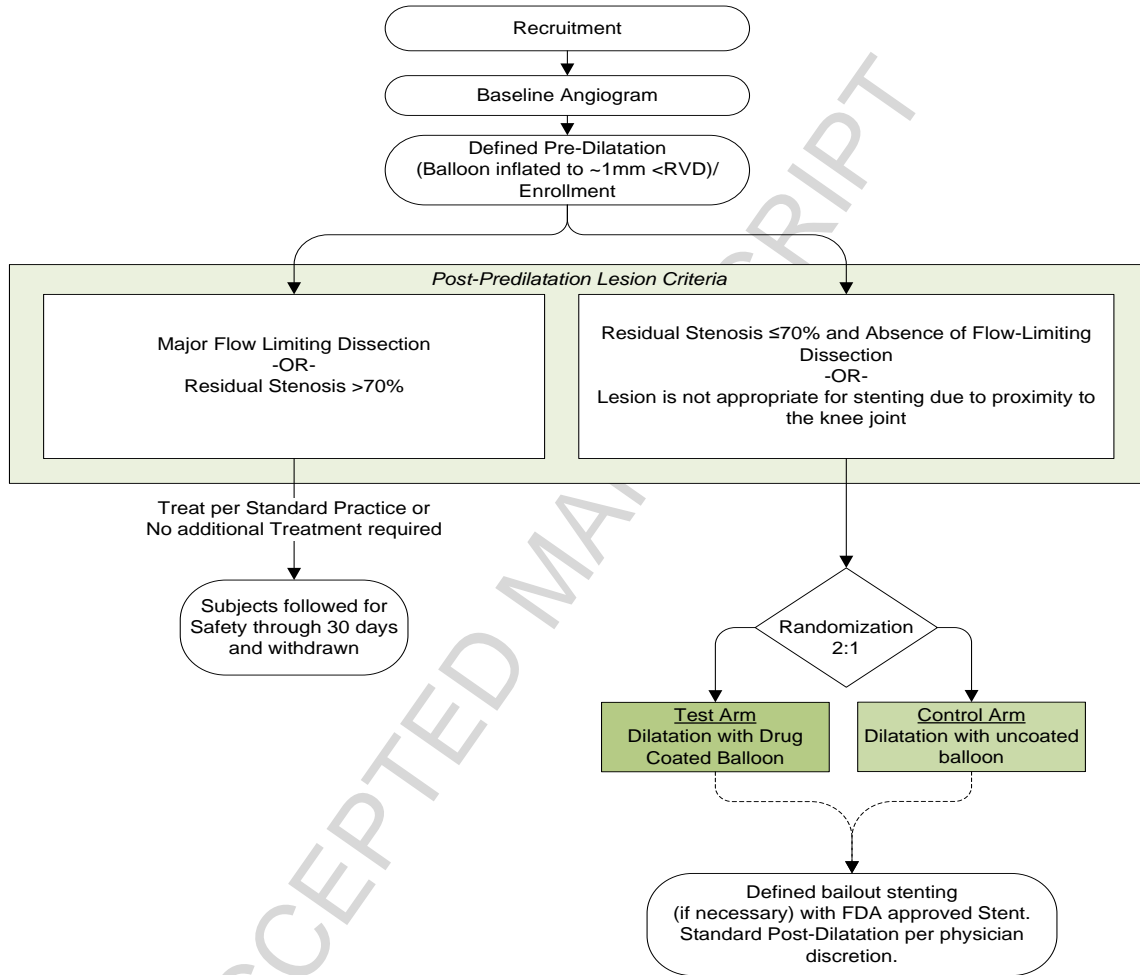 Recruitment
Baseline Angiogram
Defined Pre-Dilatation
(Balloon inflated to ~1mm <RVD)/
Enrollment
Post-Predilatation Lesion Criteria
Major Flow Limiting Dissection
-OR-
Residual Stenosis >70%
Residual Stenosis ≤70% and Absence of Flow-Limiting
Dissection
-OR-
Lesion is not appropriate for stenting due to proximity to
the knee joint
Treat per Standard Practice or
No additional Treatment required
Subjects followed for
Safety through 30 days
and withdrawn
Randomization
2:1
Test Arm
Dilatation with Drug
Coated Balloon
Control Arm
Dilatation with uncoated
balloon
Defined bailout stenting
(if necessary) with FDA approved Stent.
Standard Post-Dilatation per physician
discretion.